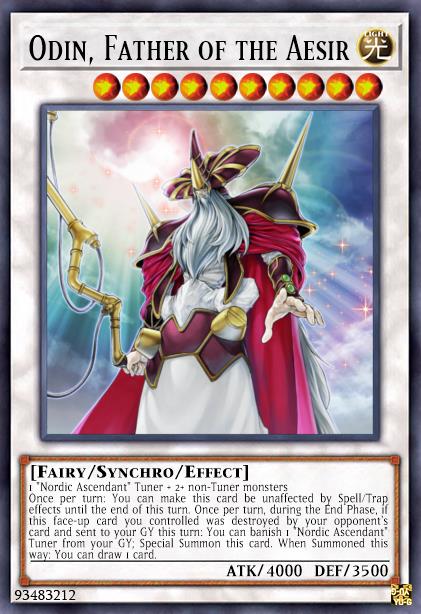 ODIN, FATHER OF THE AESIR
LIGHT
光
[FAIRY/SYNCHRO/EFFECT]
1 "Nordic Ascendant" Tuner + 2+ non-Tuner monsters
Once per turn: You can make this card be unaffected by Spell/Trap
effects until the end of this turn. Once per turn, during the End Phase, if
this face-up card you controlled was destroyed by your opponent's
card and sent to your GY this turn: You can banish 1 "Nordic Ascendant"
Tuner from your GY; Special Summon this card. When Summoned this
way: You can draw 1 card.
ATK/4000 DEF/3500
93483212